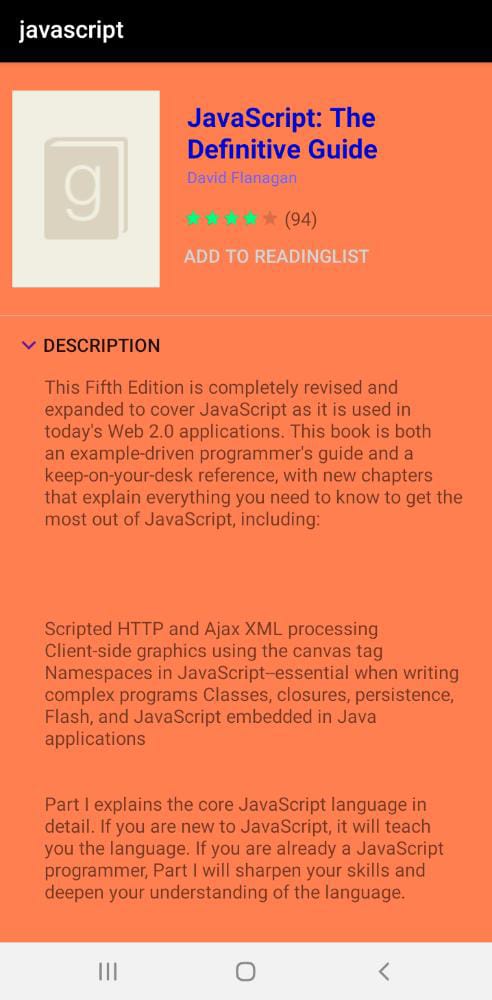 javascript
g
JavaScript: The
Definitive Guide
David Flanagan
(94)
ADD TO READINGLIST
DESCRIPTION
This Fifth Edition is completely revised and
expanded to cover JavaScript as it is used in
today's Web 2.0 applications. This book is both
an example-driven programmer's guide and a
keep-on-your-desk reference, with new chapters
that explain everything you need to know to get the
most out of JavaScript, including:
Scripted HTTP and Ajax XML processing
Client-side graphics using the canvas tag
Namespaces in JavaScript--essential when writing
complex programs Classes, closures, persistence,
Flash, and JavaScript embedded in Java
applications
Part I explains the core JavaScript language in
detail. If you are new to JavaScript, it will teach
you the language. If you are already a JavaScript
programmer, Part I will sharpen your skills and
deepen your understanding of the language.